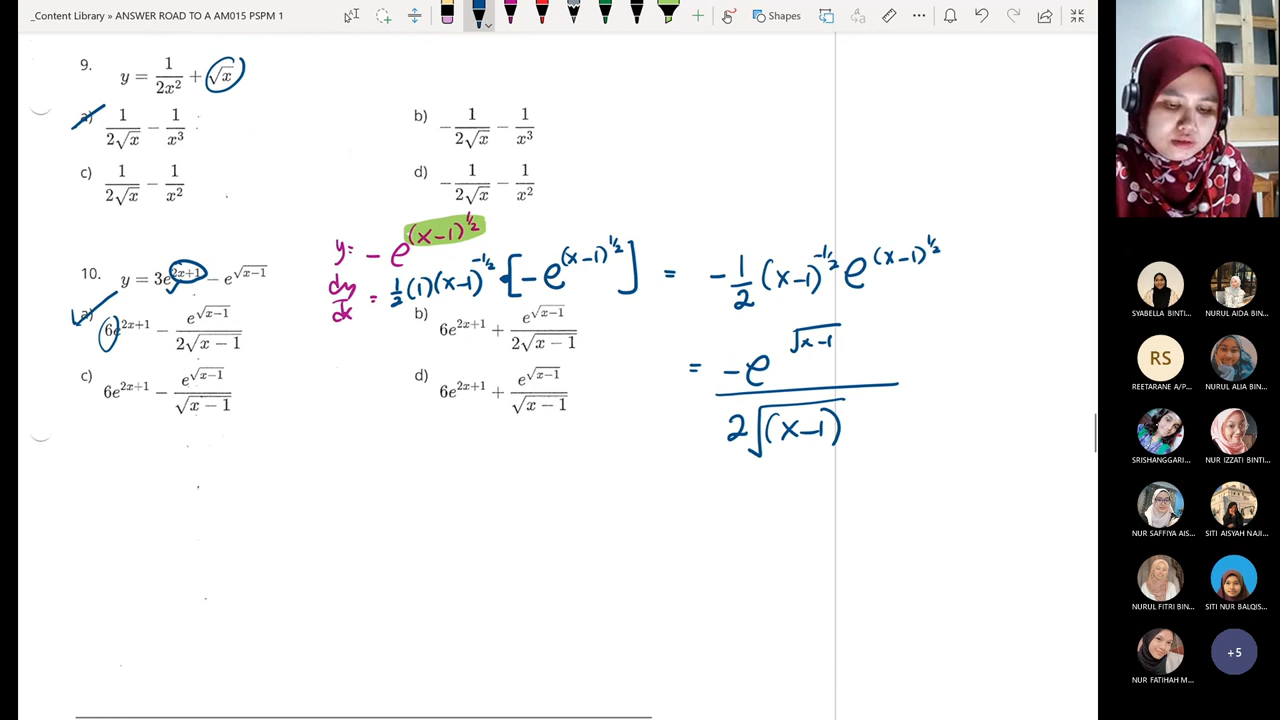 _Content Library » ANSWER ROAD TO A AM015 PSPM 1
Shapes
9.
y = 1/(2x²) + √x
a) 1/(2√x) − 1/x³
b) −1/(2√x) − 1/x³
c) 1/(2√x) − 1/x²
d) −1/(2√x) − 1/x²
y = −e^((x−1)^(1/2))
dy/dx = 1/2 (1)(x−1)^(−1/2) · [−e^((x−1)^(1/2))] = −1/2 (x−1)^(−1/2) e^((x−1)^(1/2))
= −e^(√(x−1)) / (2√((x−1)))
10.
y = 3e^(2x+1) − e^(√(x−1))
a) 6e^(2x+1) − e^(√(x−1))/(2√(x−1))
b) 6e^(2x+1) + e^(√(x−1))/(2√(x−1))
c) 6e^(2x+1) − e^(√(x−1))/√(x−1)
d) 6e^(2x+1) + e^(√(x−1))/√(x−1)
SYABELLA BINTI...
NURUL AIDA BIN...
RS
REETARANE A/P...
NURUL ALIA BIN...
SRISHANGGARI...
NUR IZZATI BINTI...
NUR SAFFIYA AIS...
SITI AISYAH NAJI...
NURUL FITRI BIN...
SITI NUR BALQIS...
NUR FATIHAH M...
+5